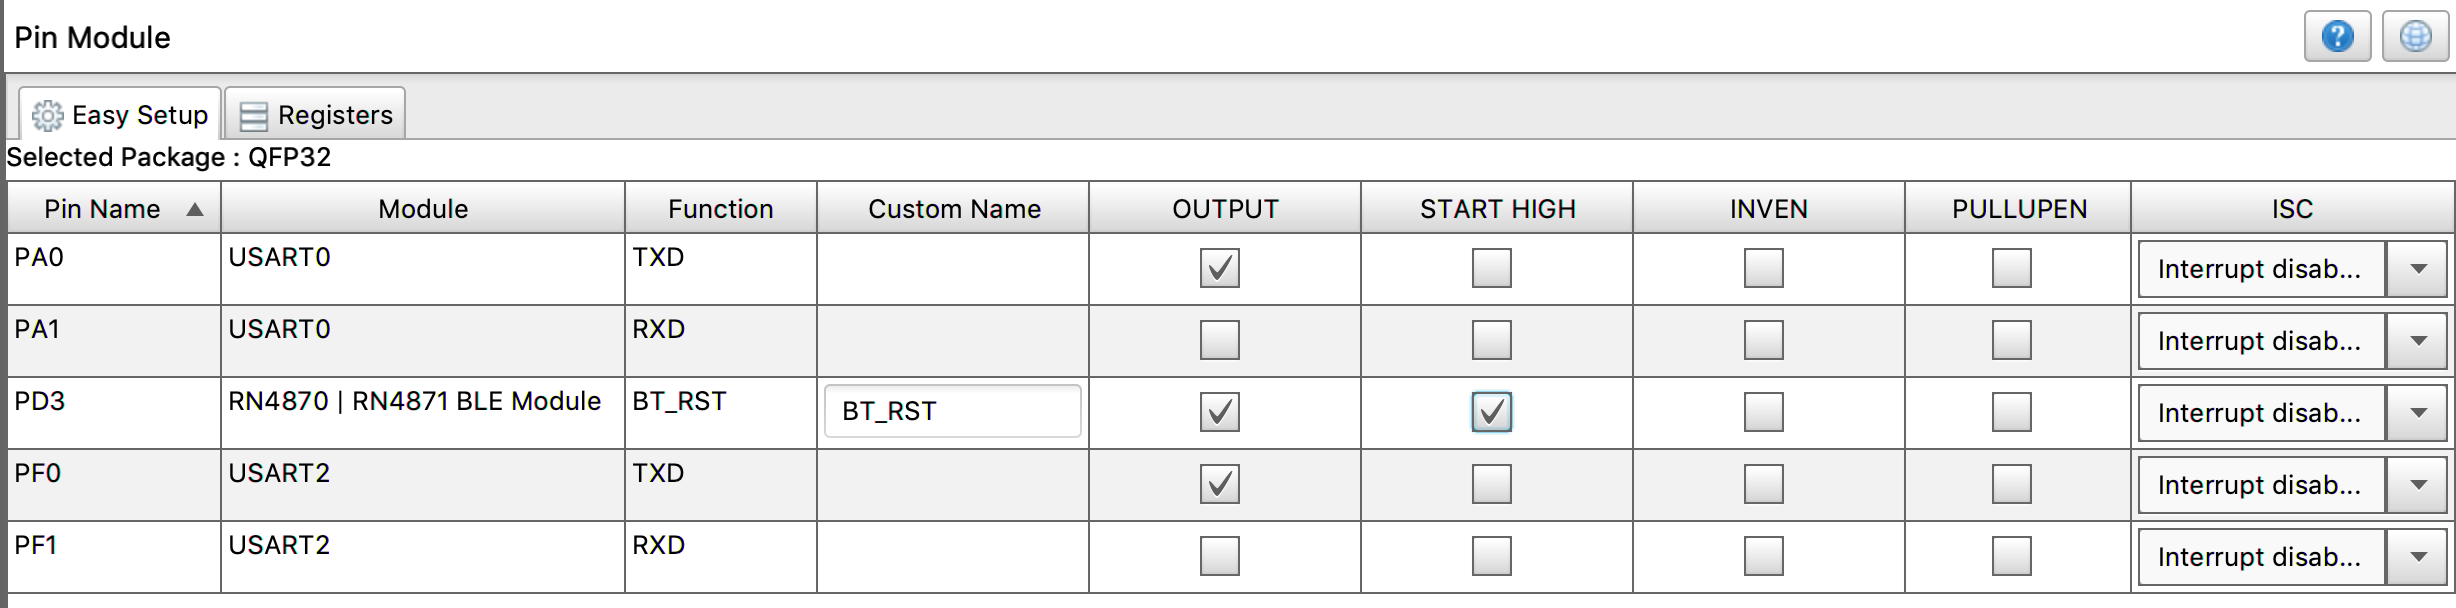 Pin Module
Easy Setup Registers
Selected Package : QFP32
Pin Name Module Function Custom Name OUTPUT START HIGH INVEN PULLUPEN ISC
PA0 USART0 TXD Interrupt disab...
PA1 USART0 RXD Interrupt disab...
PD3 RN4870 | RN4871 BLE Module BT_RST BT_RST Interrupt disab...
PF0 USART2 TXD Interrupt disab...
PF1 USART2 RXD Interrupt disab...